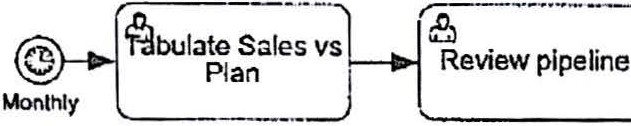 Tabulate Sales vs
Plan
Review pipeline
Monthly